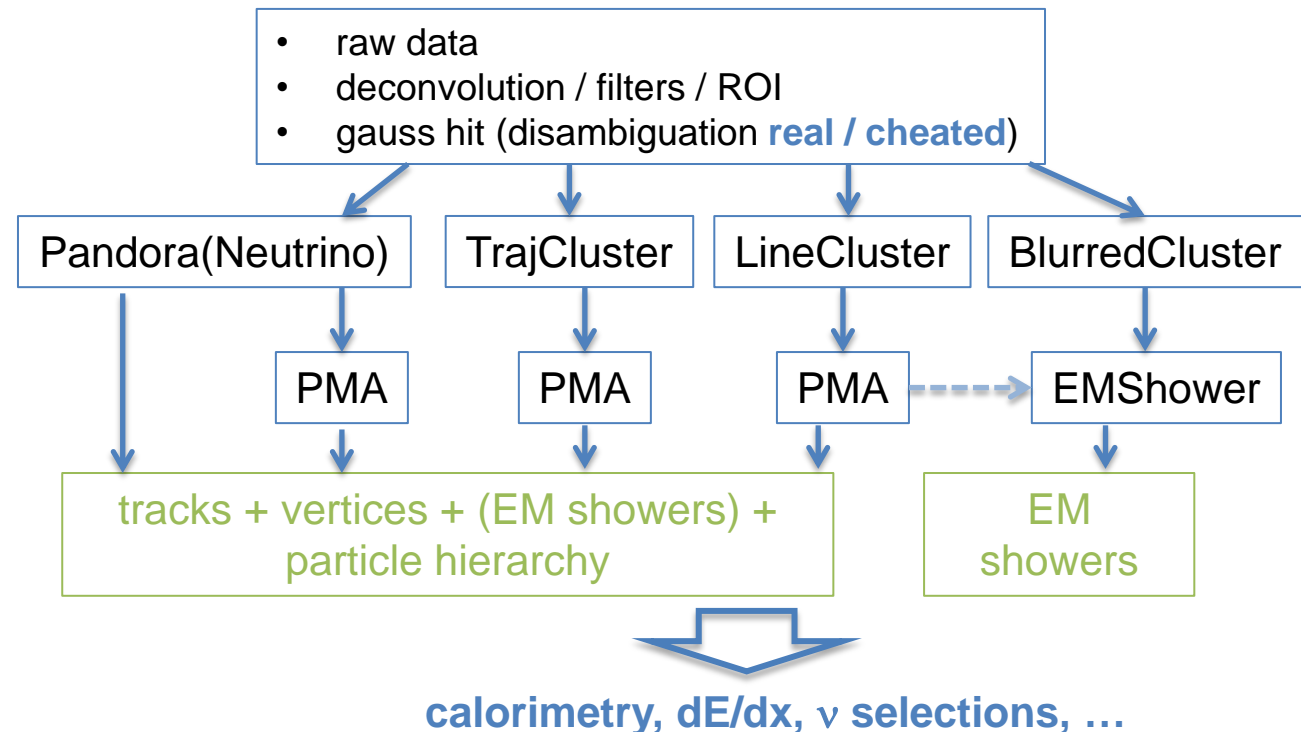 • raw data
• deconvolution / filters / ROI
• gauss hit (disambiguation real / cheated)
Pandora(Neutrino)
TrajCluster
LineCluster
BlurredCluster
PMA
PMA
PMA
EMShower
tracks + vertices + (EM showers) +
particle hierarchy
EM
showers
calorimetry, dE/dx, ν selections, …